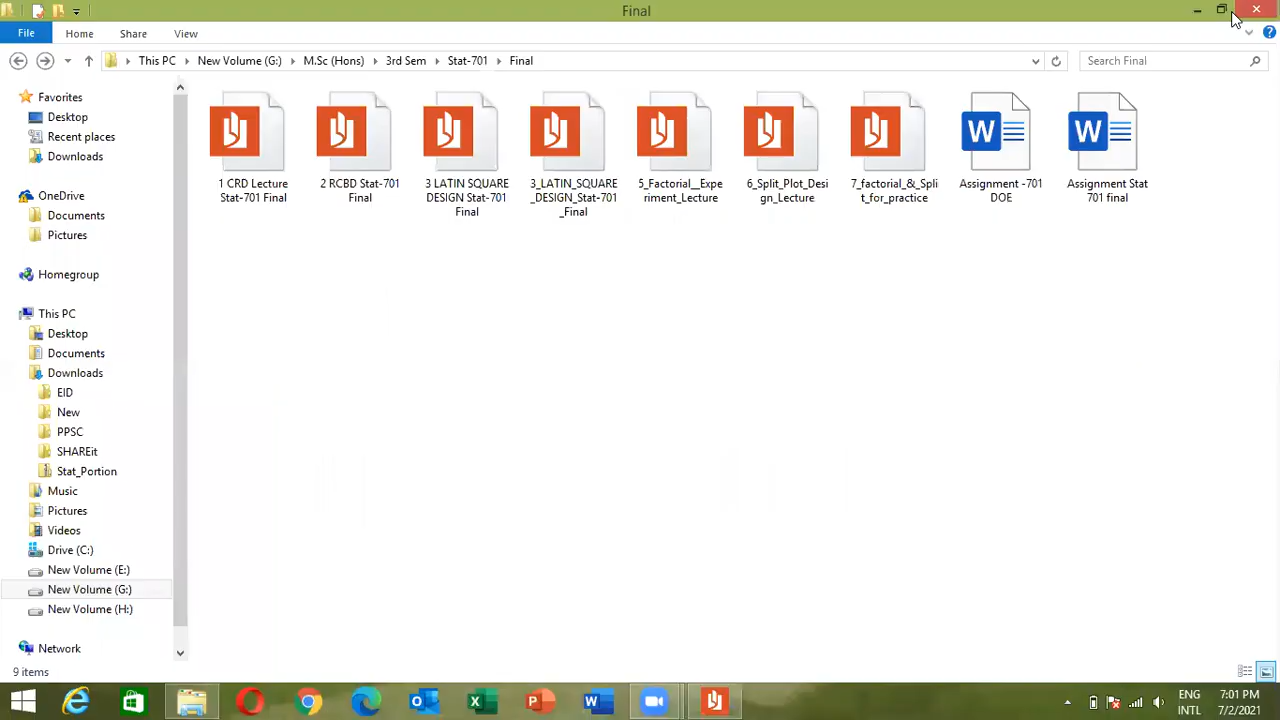 Final
File Home Share View
This PC New Volume (G:) M.Sc (Hons) 3rd Sem Stat-701 Final Search Final
Favorites
Desktop
Recent places
Downloads
OneDrive
Documents
Pictures
Homegroup
This PC
Desktop
Documents
Downloads
EID
New
PPSC
SHAREit
Stat_Portion
Music
Pictures
Videos
Drive (C:)
New Volume (E:)
New Volume (G:)
New Volume (H:)
Network
1 CRD Lecture
Stat-701 Final
2 RCBD Stat-701
Final
3 LATIN SQUARE
DESIGN Stat-701
Final
3_LATIN_SQUARE
_DESIGN_Stat-701
_Final
5_Factorial__Expe
riment_Lecture
6_Split_Plot_Desi
gn_Lecture
7_factorial_&_Spli
t_for_practice
Assignment -701
DOE
Assignment Stat
701 final
9 items
ENG
INTL
7:01 PM
7/2/2021